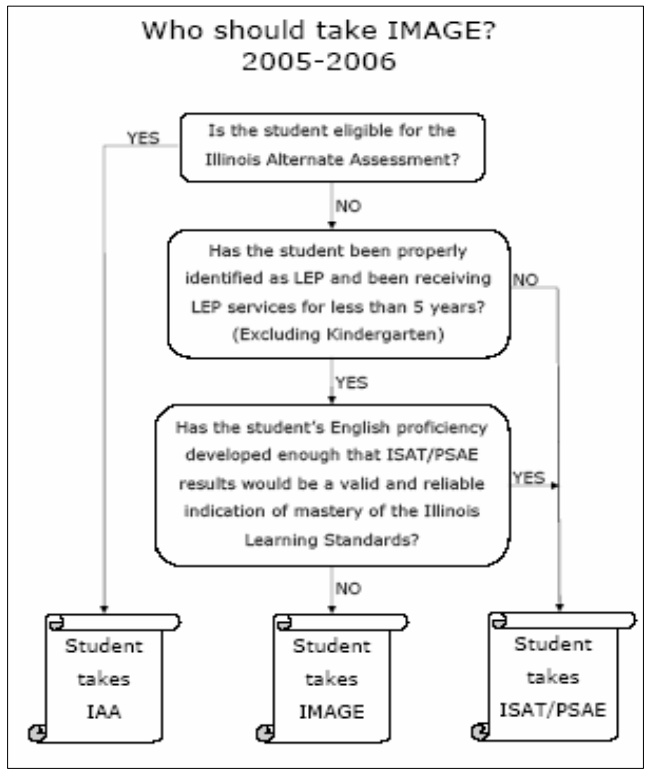 Who should take IMAGE?
2005-2006
Is the student eligible for the
Illinois Alternate Assessment?
YES
NO
Has the student been properly
identified as LEP and been receiving
LEP services for less than 5 years?
(Excluding Kindergarten)
NO
YES
Has the student's English proficiency
developed enough that ISAT/PSAE
results would be a valid and reliable
indication of mastery of the Illinois
Learning Standards?
YES
NO
Student
takes
IAA
Student
takes
IMAGE
Student
takes
ISAT/PSAE